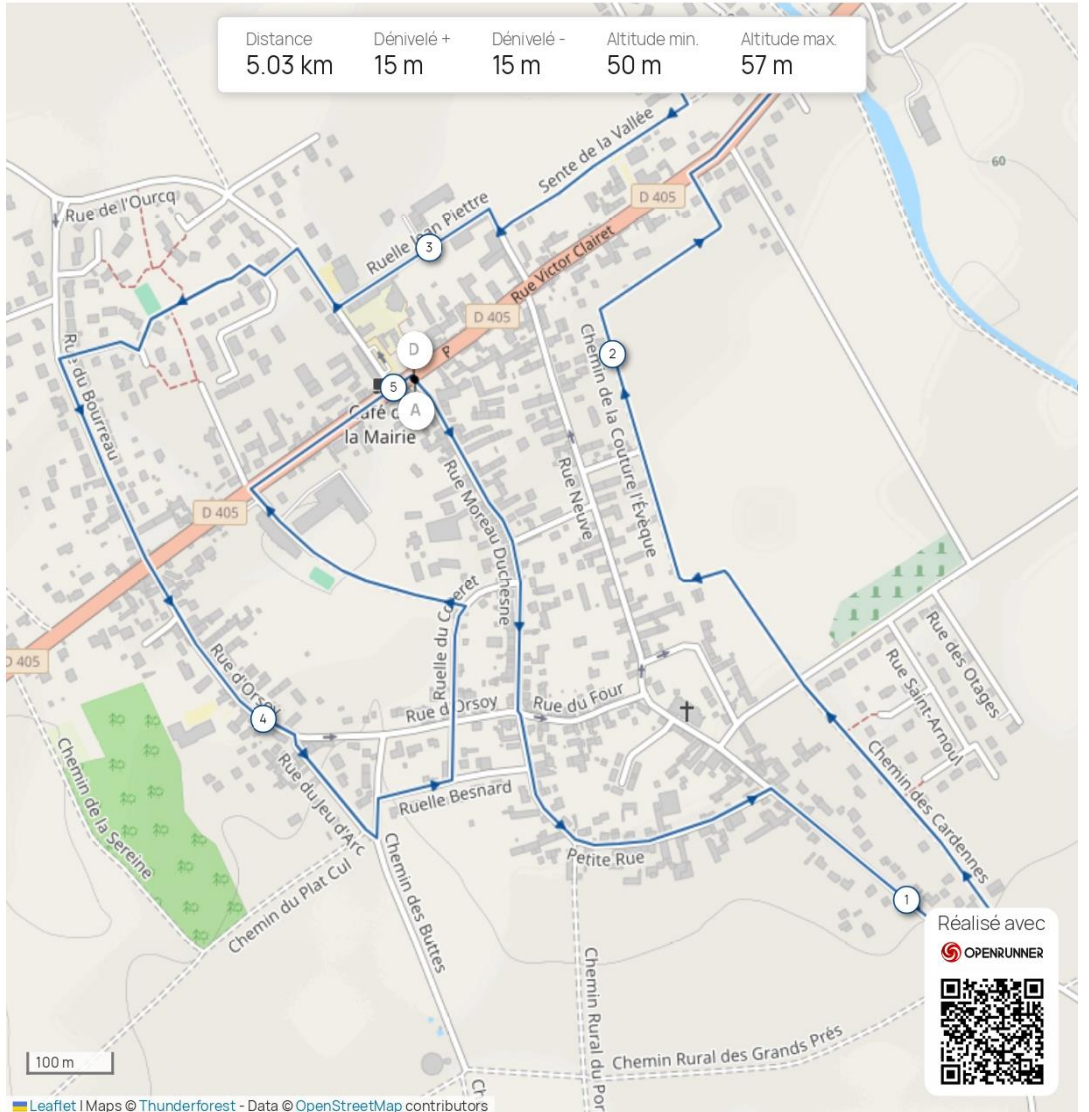 Distance
5.03 km
Dénivelé +
15 m
Dénivelé -
15 m
Altitude min.
50 m
Altitude max.
57 m
Sente de la Vallée
60
D 405
Rue de l'Ourcq
Ruelle Jean Piettre
3
Rue Victor Clairet
D 405
D
A
5
Café de
la Mairie
2
Chemin de la Couture l'Évèque
Rue du Bourreau
Rue Moreau Duchesne
Rue Neuve
D 405
Ruelle du Coleret
D 405
Rue d'Orsoy
4
Rue d'Orsoy
Rue du Four
Rue des Otages
Rue Saint-Arnoul
Chemin de la Sereine
Rue du Jeu d'Arc
Ruelle Besnard
Chemin des Cardennes
Petite Rue
1
Chemin du Plat Cul
Chemin des Buttes
Chemin Rural du Por
Chemin Rural des Grands Prés
Ch
Réalisé avec
OPENRUNNER
100 m
Leaflet | Maps © Thunderforest - Data © OpenStreetMap contributors